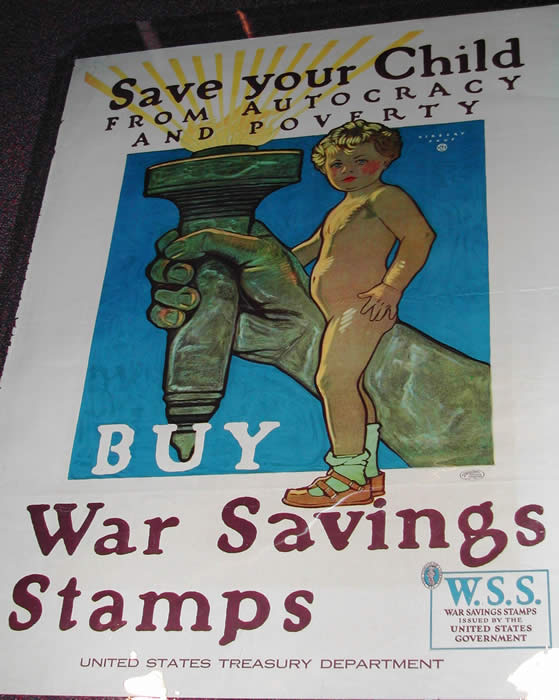 Save your Child
FROM AUTOCRACY
AND POVERTY
BUY
War Savings
Stamps
W.S.S.
WAR SAVINGS STAMPS
ISSUED BY THE
UNITED STATES
GOVERNMENT
UNITED STATES TREASURY DEPARTMENT